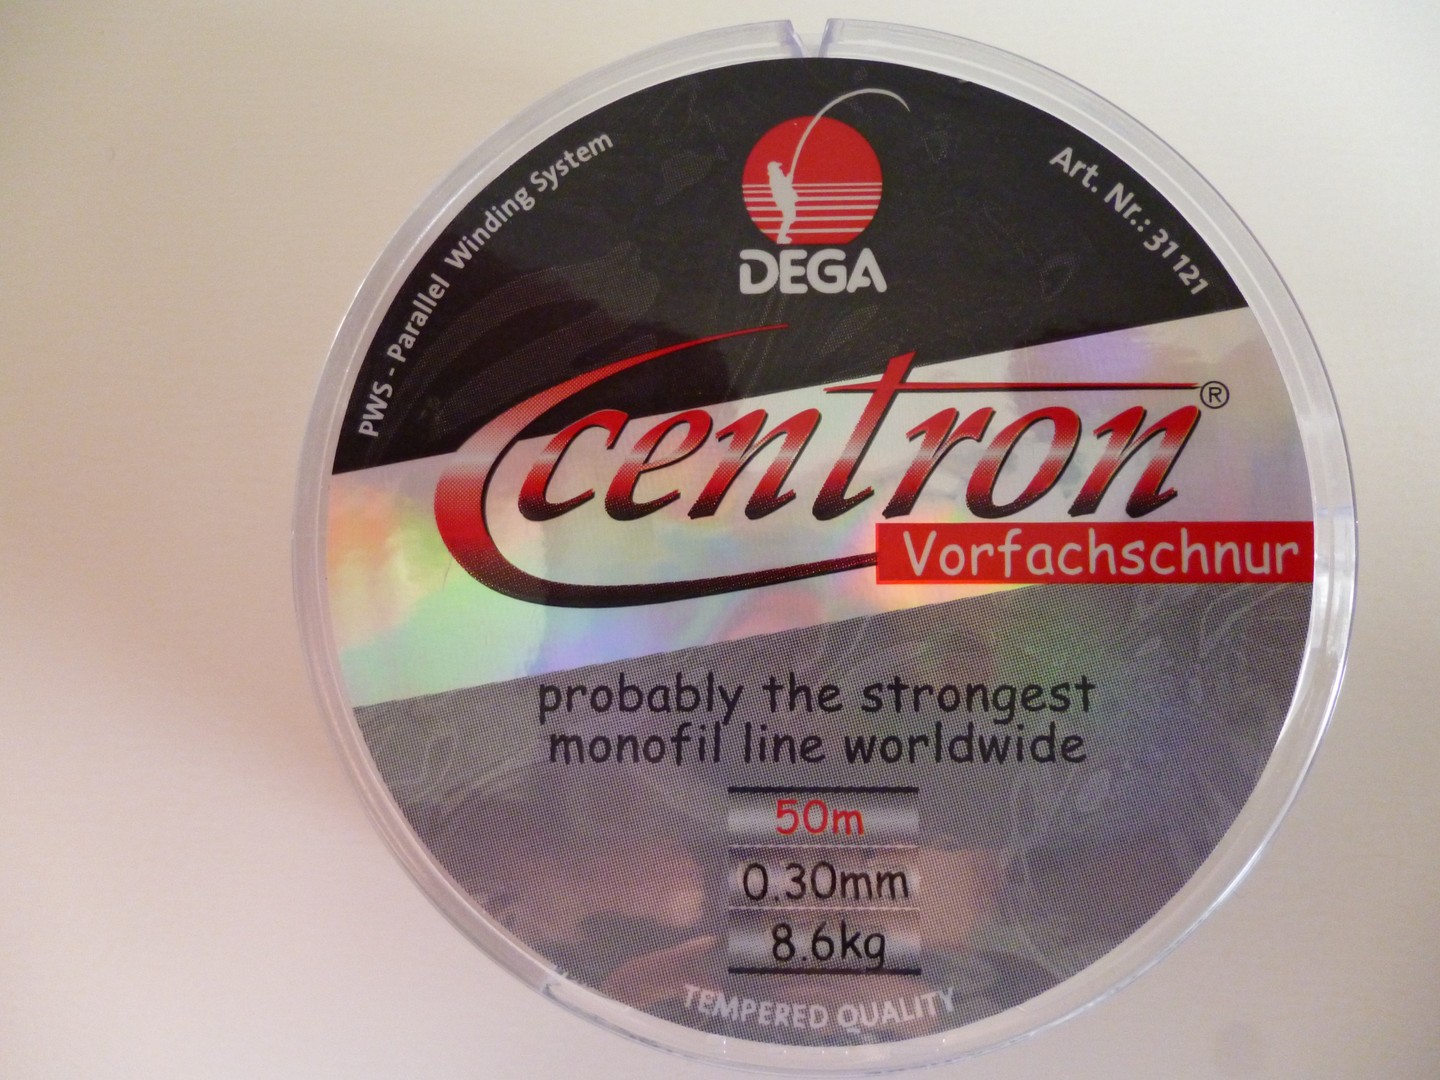 PWS - Parallel Winding System
Art. Nr.: 31121
DEGA
centron®
Vorfachschnur
probably the strongest
monofil line worldwide
50m
0.30mm
8.6kg
TEMPERED QUALITY